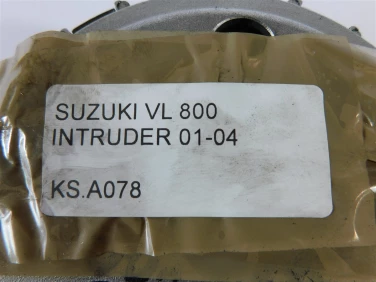 SUZUKI VL 800
INTRUDER 01-04
KS.A078